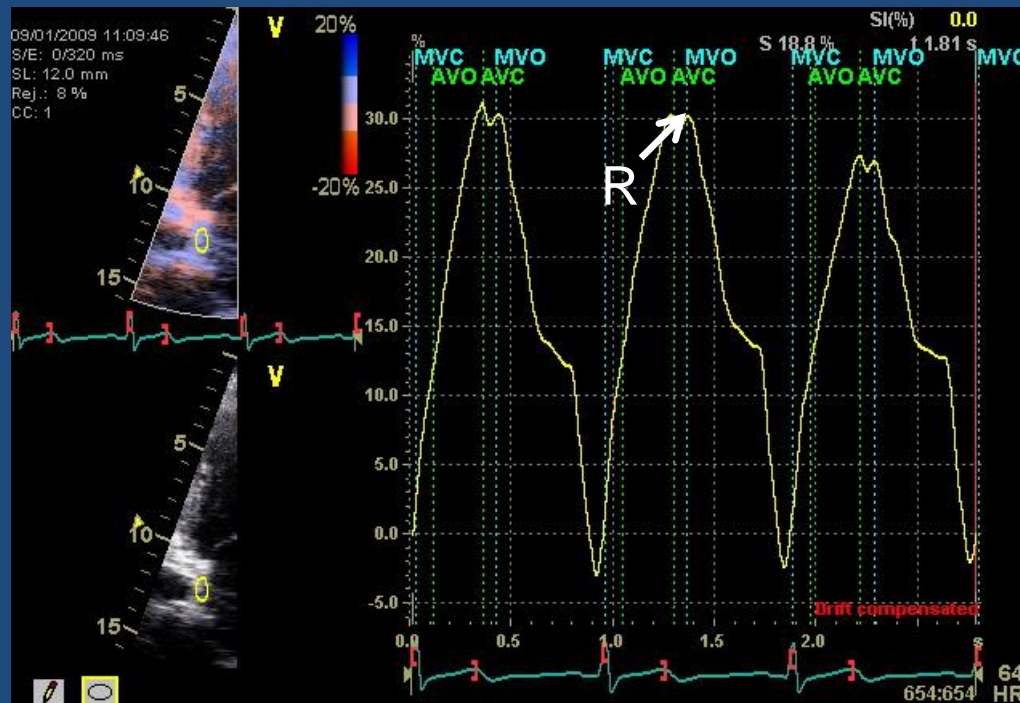 09/01/2009 11:09:46
S/E: 0/320 ms
SL: 12.0 mm
Rej.: 8 %
CC: 1
V
20%
-20%
5
10
15
V
5
10
15
SI(%) 0.0
% S 18.8 % t 1.81 s
MVC MVO MVC MVO MVC MVO MVC
AVO AVC AVO AVC AVO AVC
30.0
25.0
20.0
15.0
10.0
5.0
0.0
-5.0
R
Drift compensated
0.0 0.5 1.0 1.5 2.0 s
64
654:654 HR